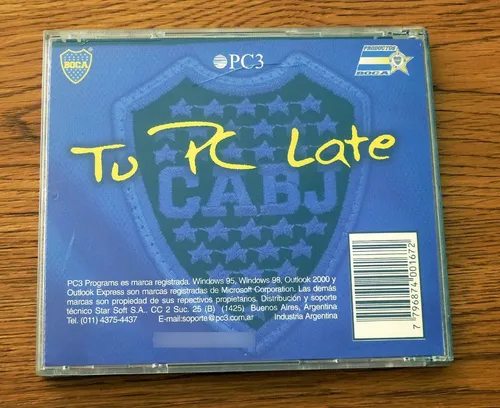 BOCA
PC3
PRODUCTOS
BOCA
Tu PC Late
CABJ
PC3 Programs es marca registrada. Windows 95, Windows 98, Outlook 2000 y
Outlook Express son marcas registradas de Microsoft Corporation. Las demás
marcas son propiedad de sus repectivos propietarios. Distribución y soporte
técnico Star Soft S.A.. CC 2 Suc. 25 (B) (1425) Buenos Aires, Argentina
Tel. (011) 4375-4437 E-mail:soporte@pc3.com.ar Industria Argentina
7 796874 001672